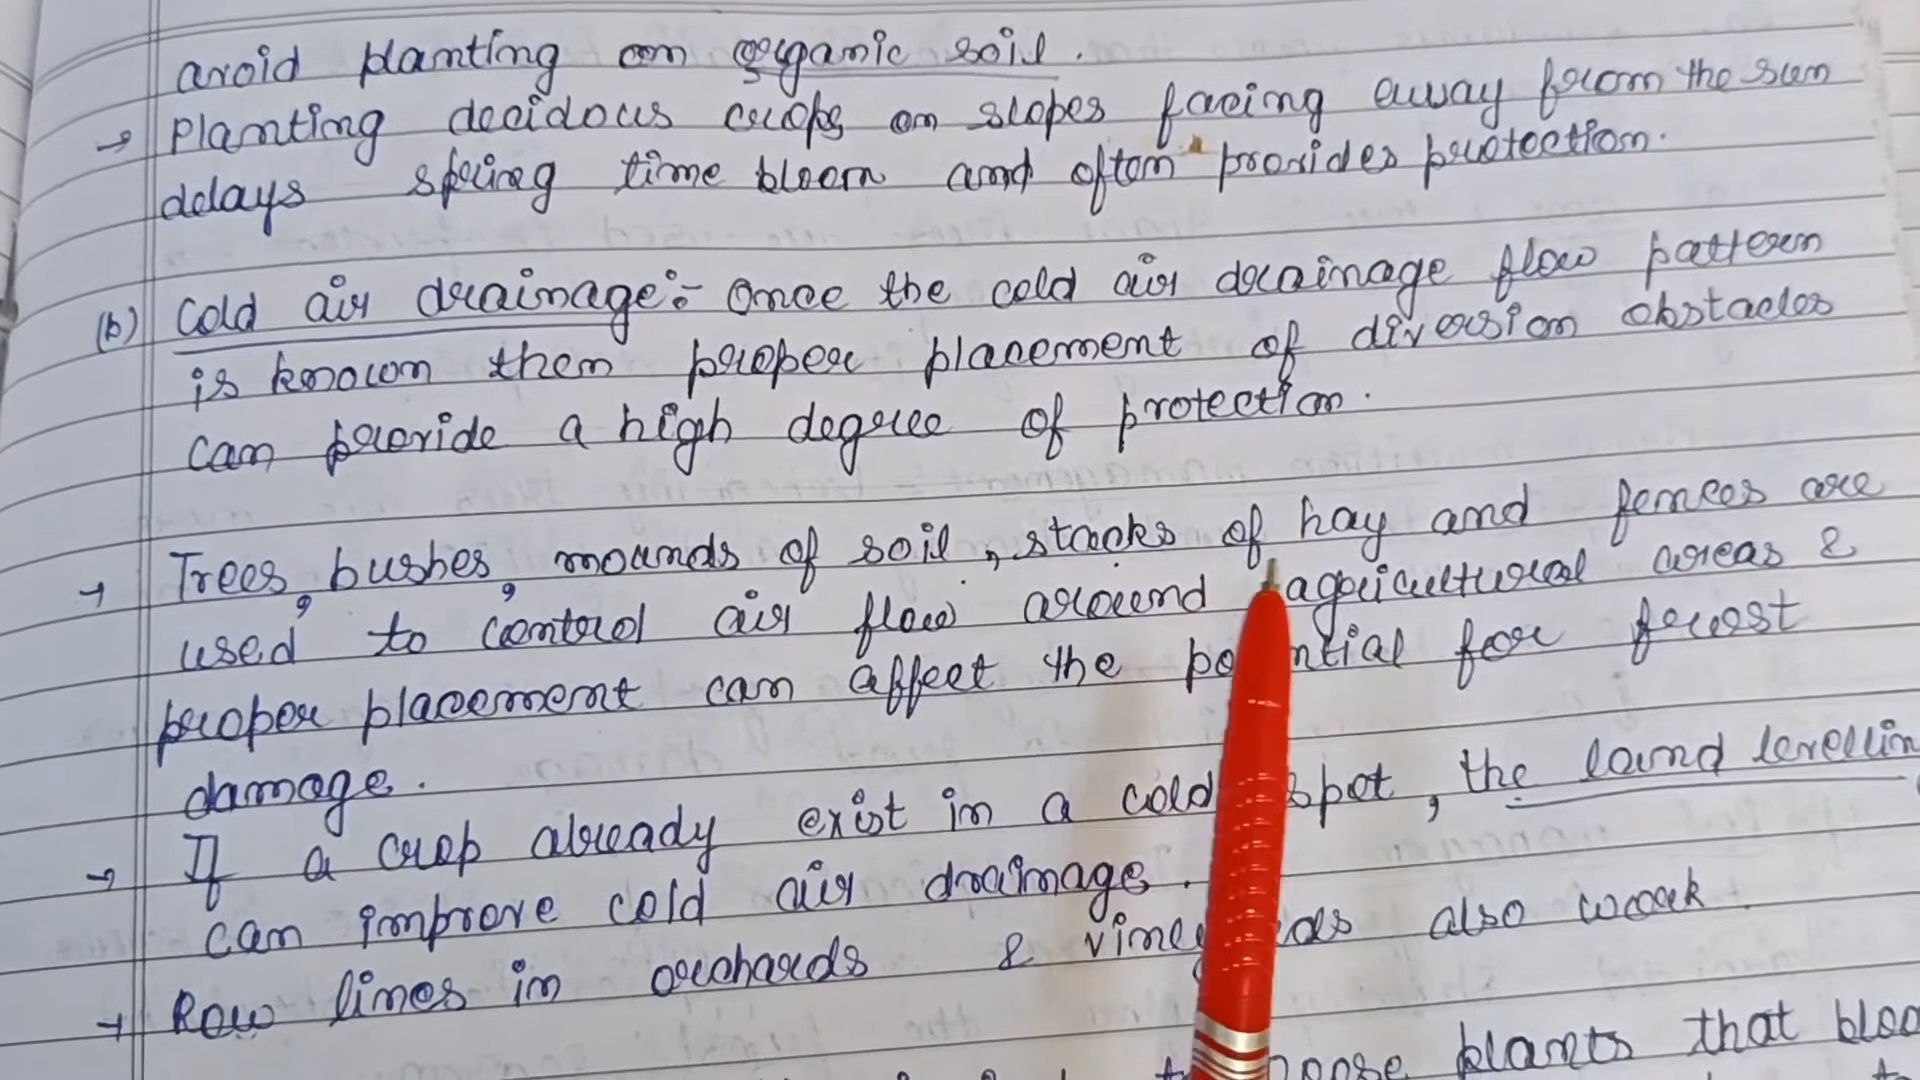 avoid planting on organic soil.
→ Planting decidous crops on slopes facing away from the sun
delays spring time bloom and often provides protection.
(b) Cold air drainage:- Once the cold air drainage flow pattern
is known then proper placement of diversion obstacles
can provide a high degree of protection.
→ Trees, bushes, mounds of soil, stacks of hay and fences are
used to control air flow around agricultural areas &
proper placement can affect the potential for frost
damage.
→ If a crop already exist in a cold spot, the land levellin
can improve cold air drainage.
→ Row lines in orchards & vineyards also work
plants that bloo